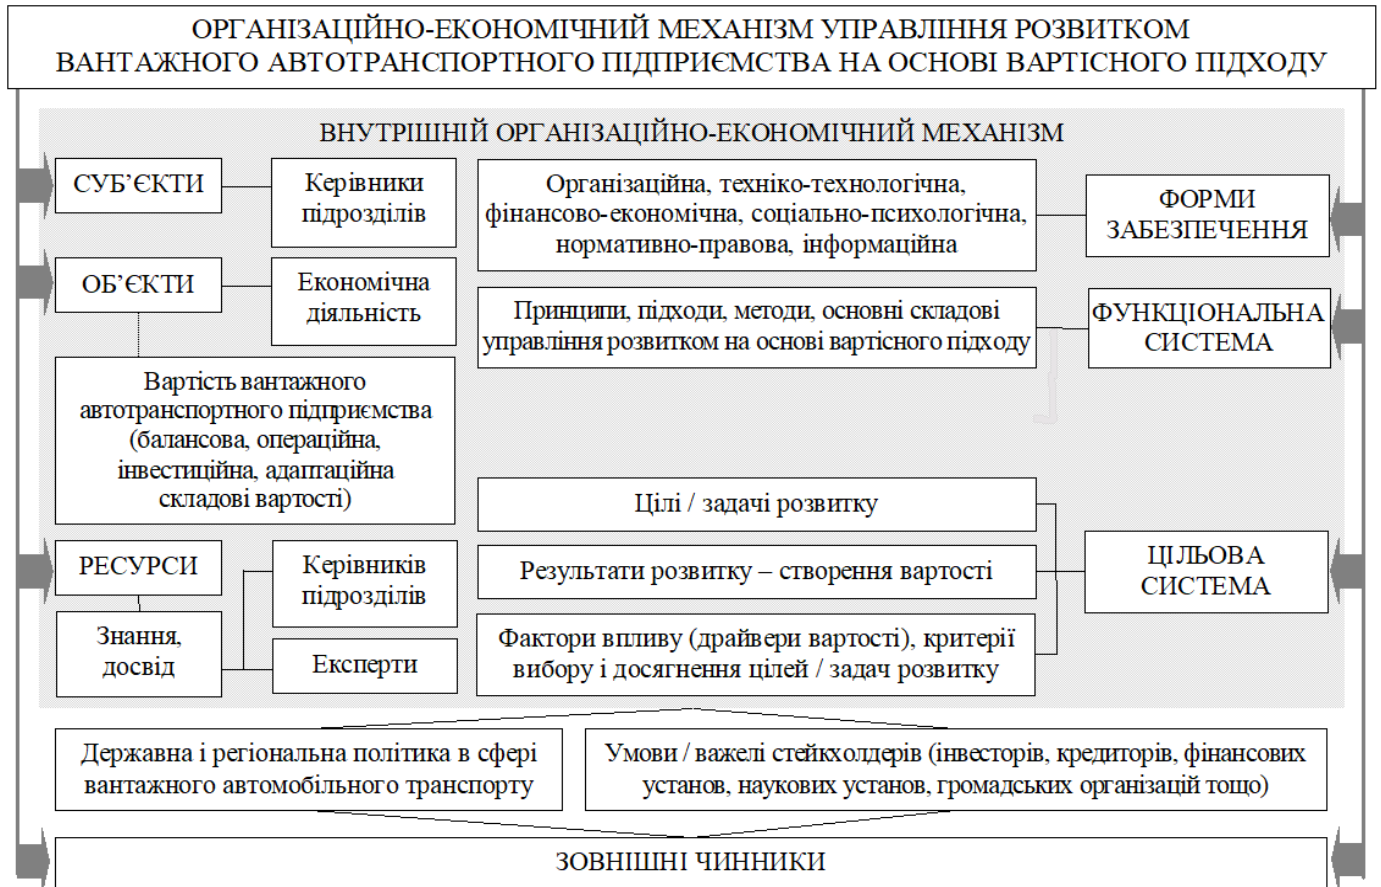 ОРГАНІЗАЦІЙНО-ЕКОНОМІЧНИЙ МЕХАНІЗМ УПРАВЛІННЯ РОЗВИТКОМ
ВАНТАЖНОГО АВТОТРАНСПОРТНОГО ПІДПРИЄМСТВА НА ОСНОВІ ВАРТІСНОГО ПІДХОДУ
ВНУТРІШНІЙ ОРГАНІЗАЦІЙНО-ЕКОНОМІЧНИЙ МЕХАНІЗМ
СУБ’ЄКТИ
Керівники
підрозділів
ОБ’ЄКТИ
Економічна
діяльність
Вартість вантажного
автотранспортного підприємства
(балансова, операційна,
інвестиційна, адаптаційна
складові вартості)
РЕСУРСИ
Керівників
підрозділів
Знання,
досвід
Експерти
Організаційна, техніко-технологічна,
фінансово-економічна, соціально-психологічна,
нормативно-правова, інформаційна
ФОРМИ
ЗАБЕЗПЕЧЕННЯ
Принципи, підходи, методи, основні складові
управління розвитком на основі вартісного підходу
ФУНКЦІОНАЛЬНА
СИСТЕМА
Цілі / задачі розвитку
Результати розвитку – створення вартості
Фактори впливу (драйвери вартості), критерії
вибору і досягнення цілей / задач розвитку
ЦІЛЬОВА
СИСТЕМА
Державна і регіональна політика в сфері
вантажного автомобільного транспорту
Умови / важелі стейкхолдерів (інвесторів, кредиторів, фінансових
установ, наукових установ, громадських організацій тощо)
ЗОВНІШНІ ЧИННИКИ